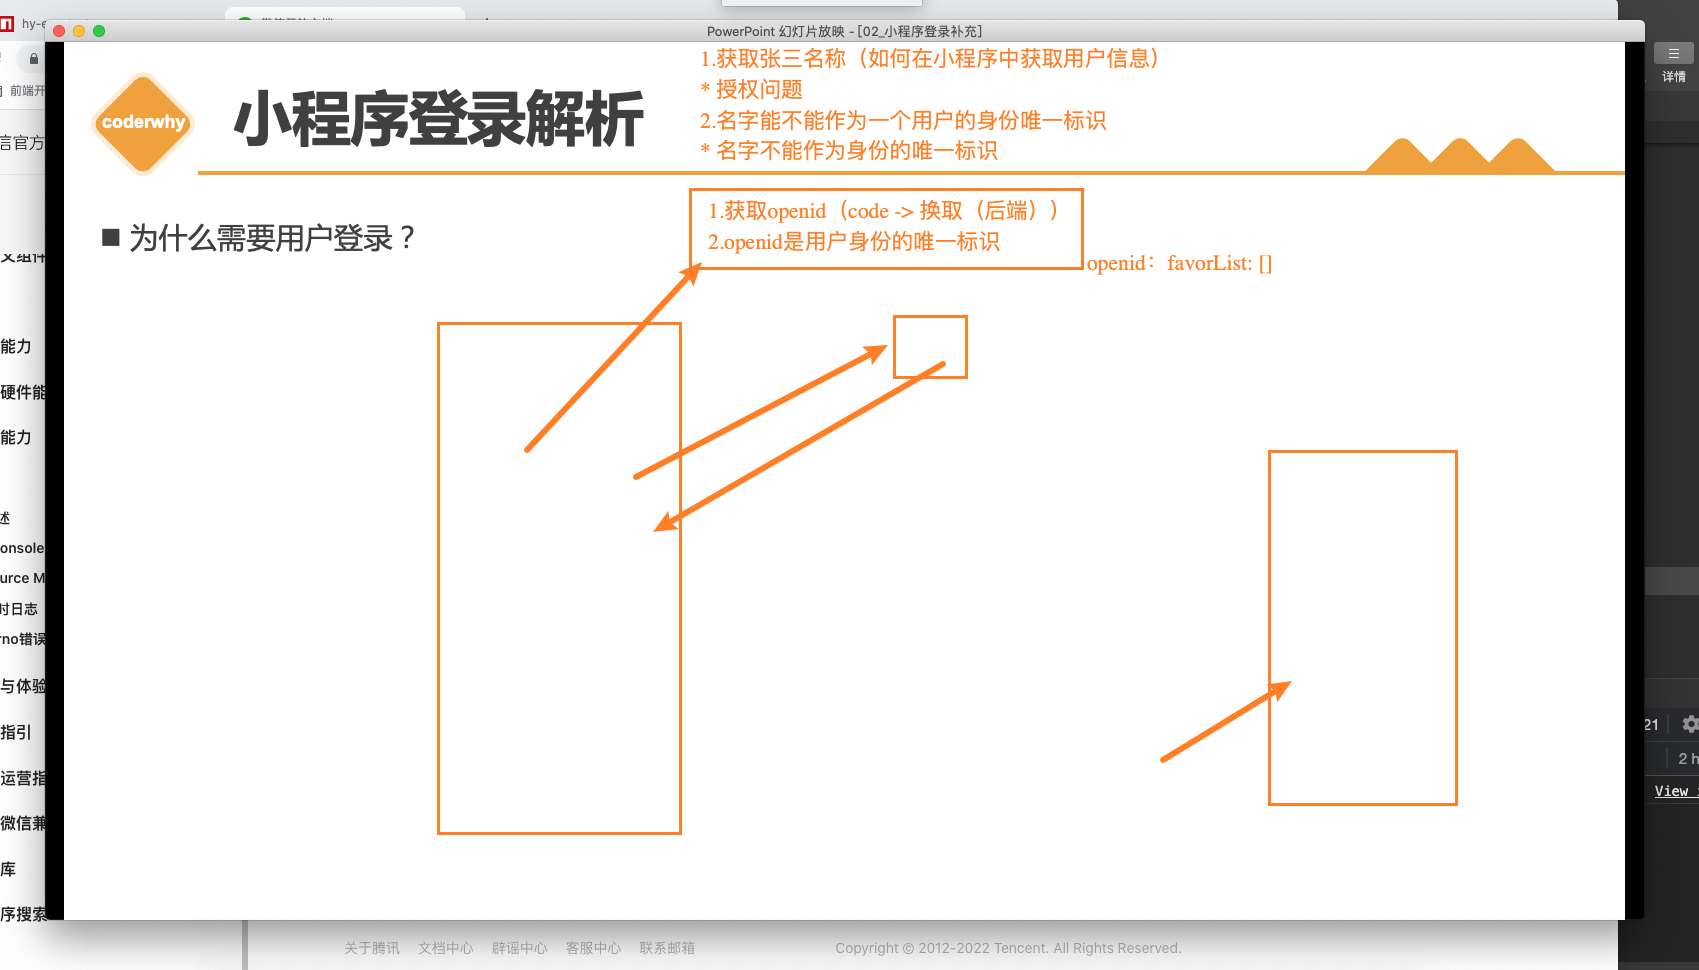 hy-e
PowerPoint 幻灯片放映 - [02_小程序登录补充]
前端开
言官方
详情
coderwhy
小程序登录解析
1.获取张三名称（如何在小程序中获取用户信息）
* 授权问题
2.名字能不能作为一个用户的身份唯一标识
* 名字不能作为身份的唯一标识
■ 为什么需要用户登录？
1.获取openid（code -> 换取（后端））
2.openid是用户身份的唯一标识
openid：favorList: []
能力
硬件能
能力
述
onsole
urce M
时日志
rno错误
与体验
指引
运营指
微信兼
库
序搜索
21
2 h
View
关于腾讯 文档中心 辟谣中心 客服中心 联系邮箱
Copyright © 2012-2022 Tencent. All Rights Reserved.